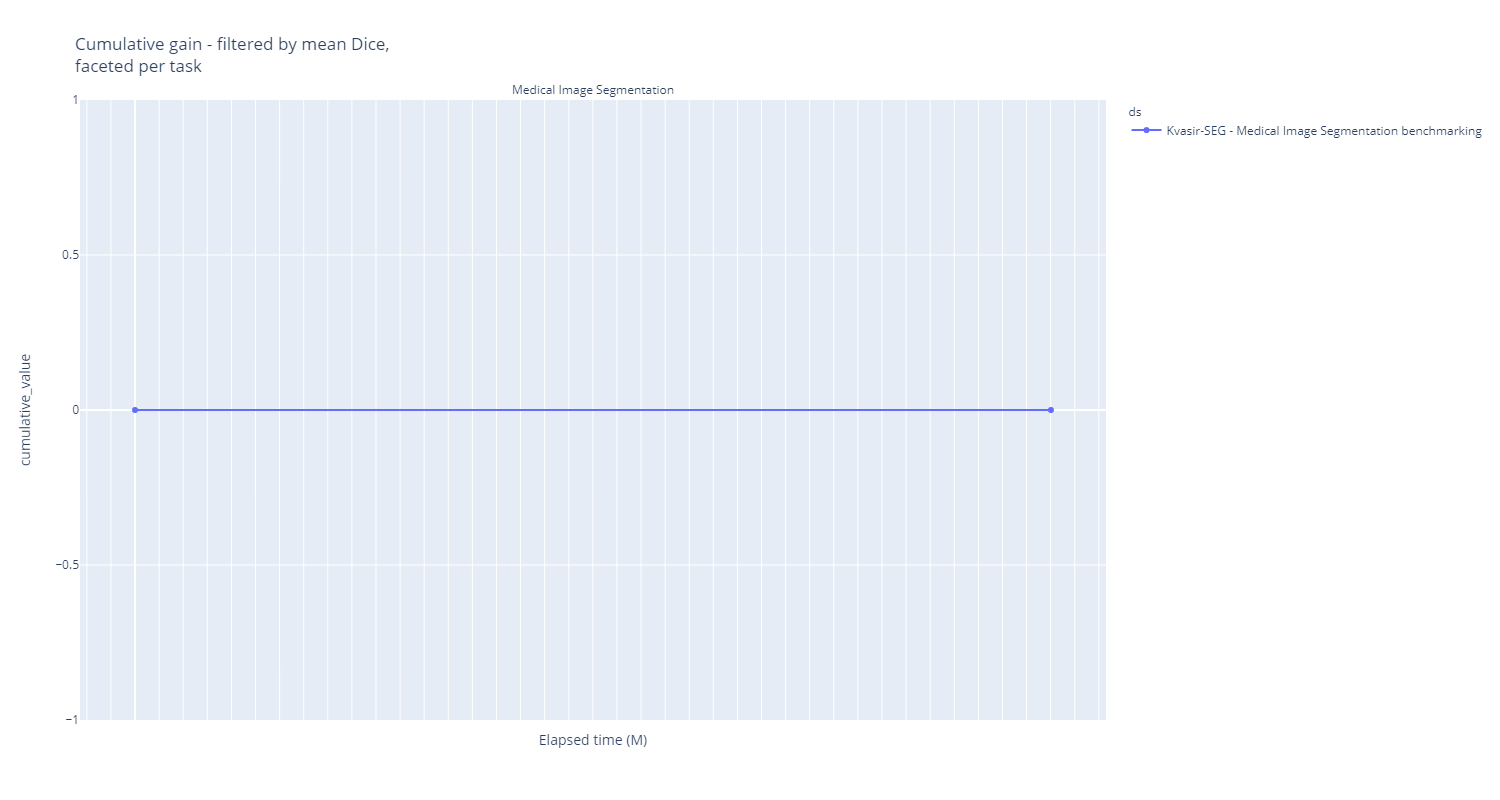 Cumulative gain - filtered by mean Dice,
faceted per task
Medical Image Segmentation
ds
Kvasir-SEG - Medical Image Segmentation benchmarking
1
0.5
0
−0.5
−1
cumulative_value
Elapsed time (M)